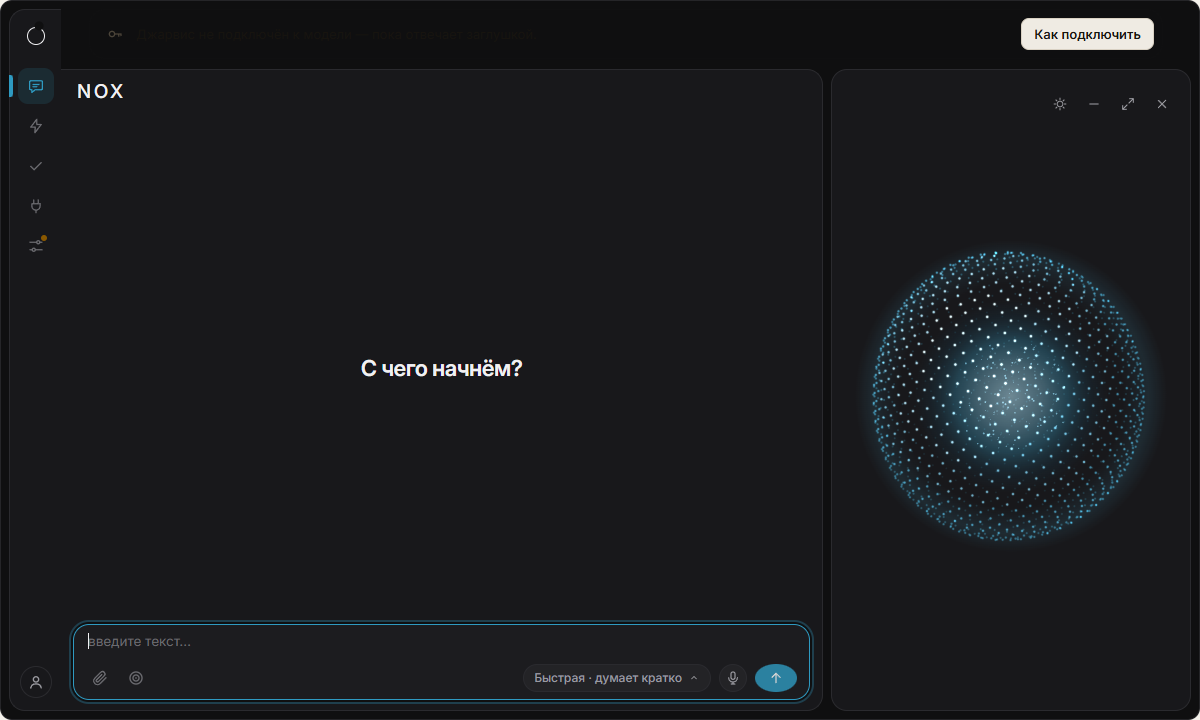 Как подключить
NOX
С чего начнём?
введите текст...
Быстрая · думает кратко